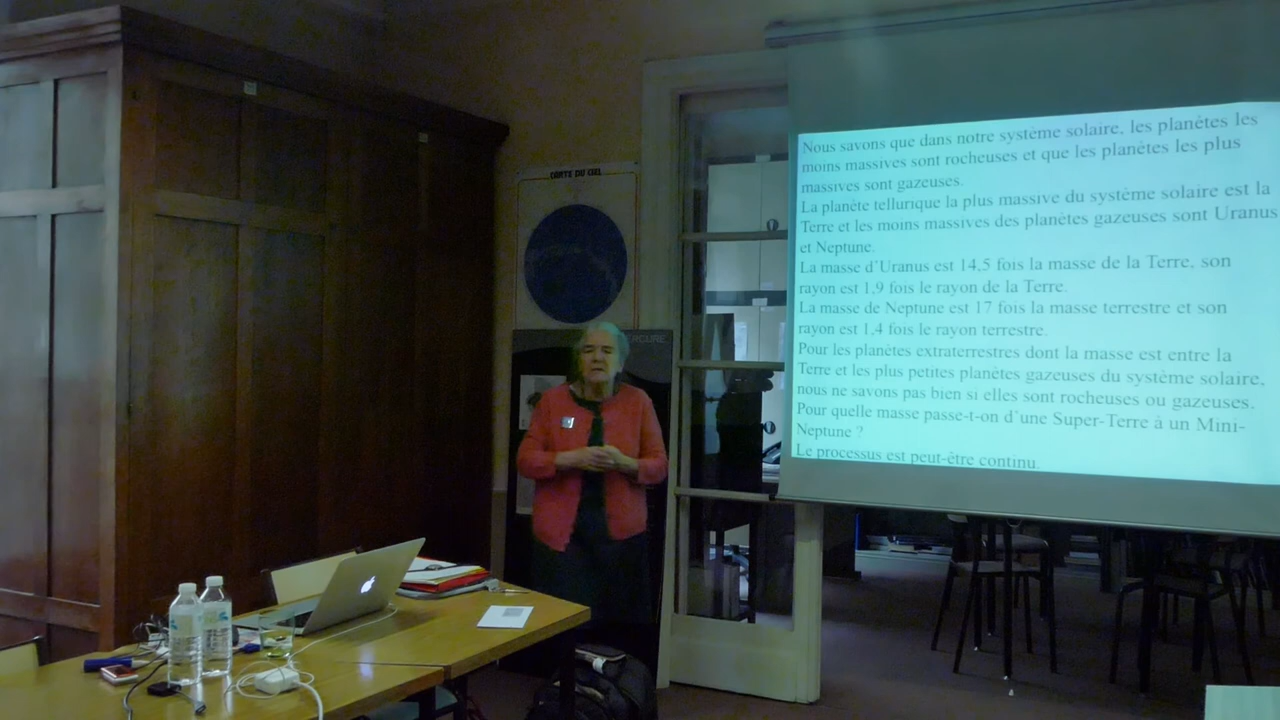 CARTE DU CIEL
MERCURE
Nous savons que dans notre système solaire, les planètes les
moins massives sont rocheuses et que les planètes les plus
massives sont gazeuses.
La planète tellurique la plus massive du système solaire est la
Terre et les moins massives des planètes gazeuses sont Uranus
et Neptune.
La masse d'Uranus est 14,5 fois la masse de la Terre, son
rayon est 1,9 fois le rayon de la Terre.
La masse de Neptune est 17 fois la masse terrestre et son
rayon est 1,4 fois le rayon terrestre.
Pour les planètes extraterrestres dont la masse est entre la
Terre et les plus petites planètes gazeuses du système solaire,
nous ne savons pas bien si elles sont rocheuses ou gazeuses.
Pour quelle masse passe-t-on d'une Super-Terre à un Mini-
Neptune ?
Le processus est peut-être continu.